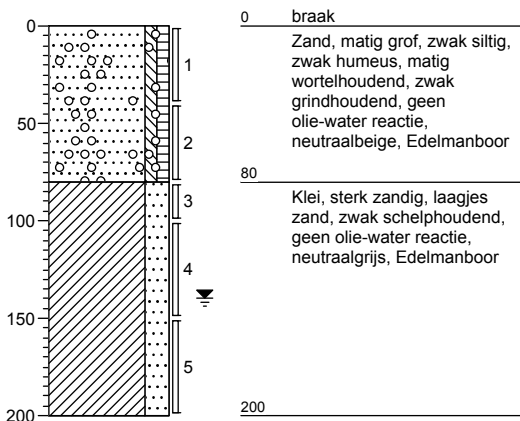 0
50
100
150
200
1
2
3
4
5
0 braak
Zand, matig grof, zwak siltig,
zwak humeus, matig
wortelhoudend, zwak
grindhoudend, geen
olie-water reactie,
neutraalbeige, Edelmanboor
80
Klei, sterk zandig, laagjes
zand, zwak schelphoudend,
geen olie-water reactie,
neutraalgrijs, Edelmanboor
200